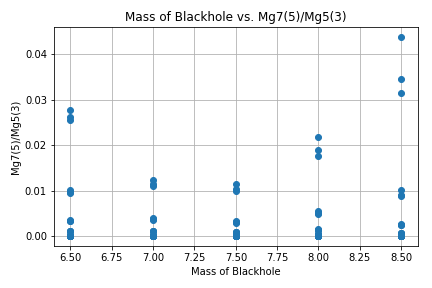 Mass of Blackhole vs. Mg7(5)/Mg5(3)
Mg7(5)/Mg5(3)
0.04
0.03
0.02
0.01
0.00
6.50 6.75 7.00 7.25 7.50 7.75 8.00 8.25 8.50
Mass of Blackhole